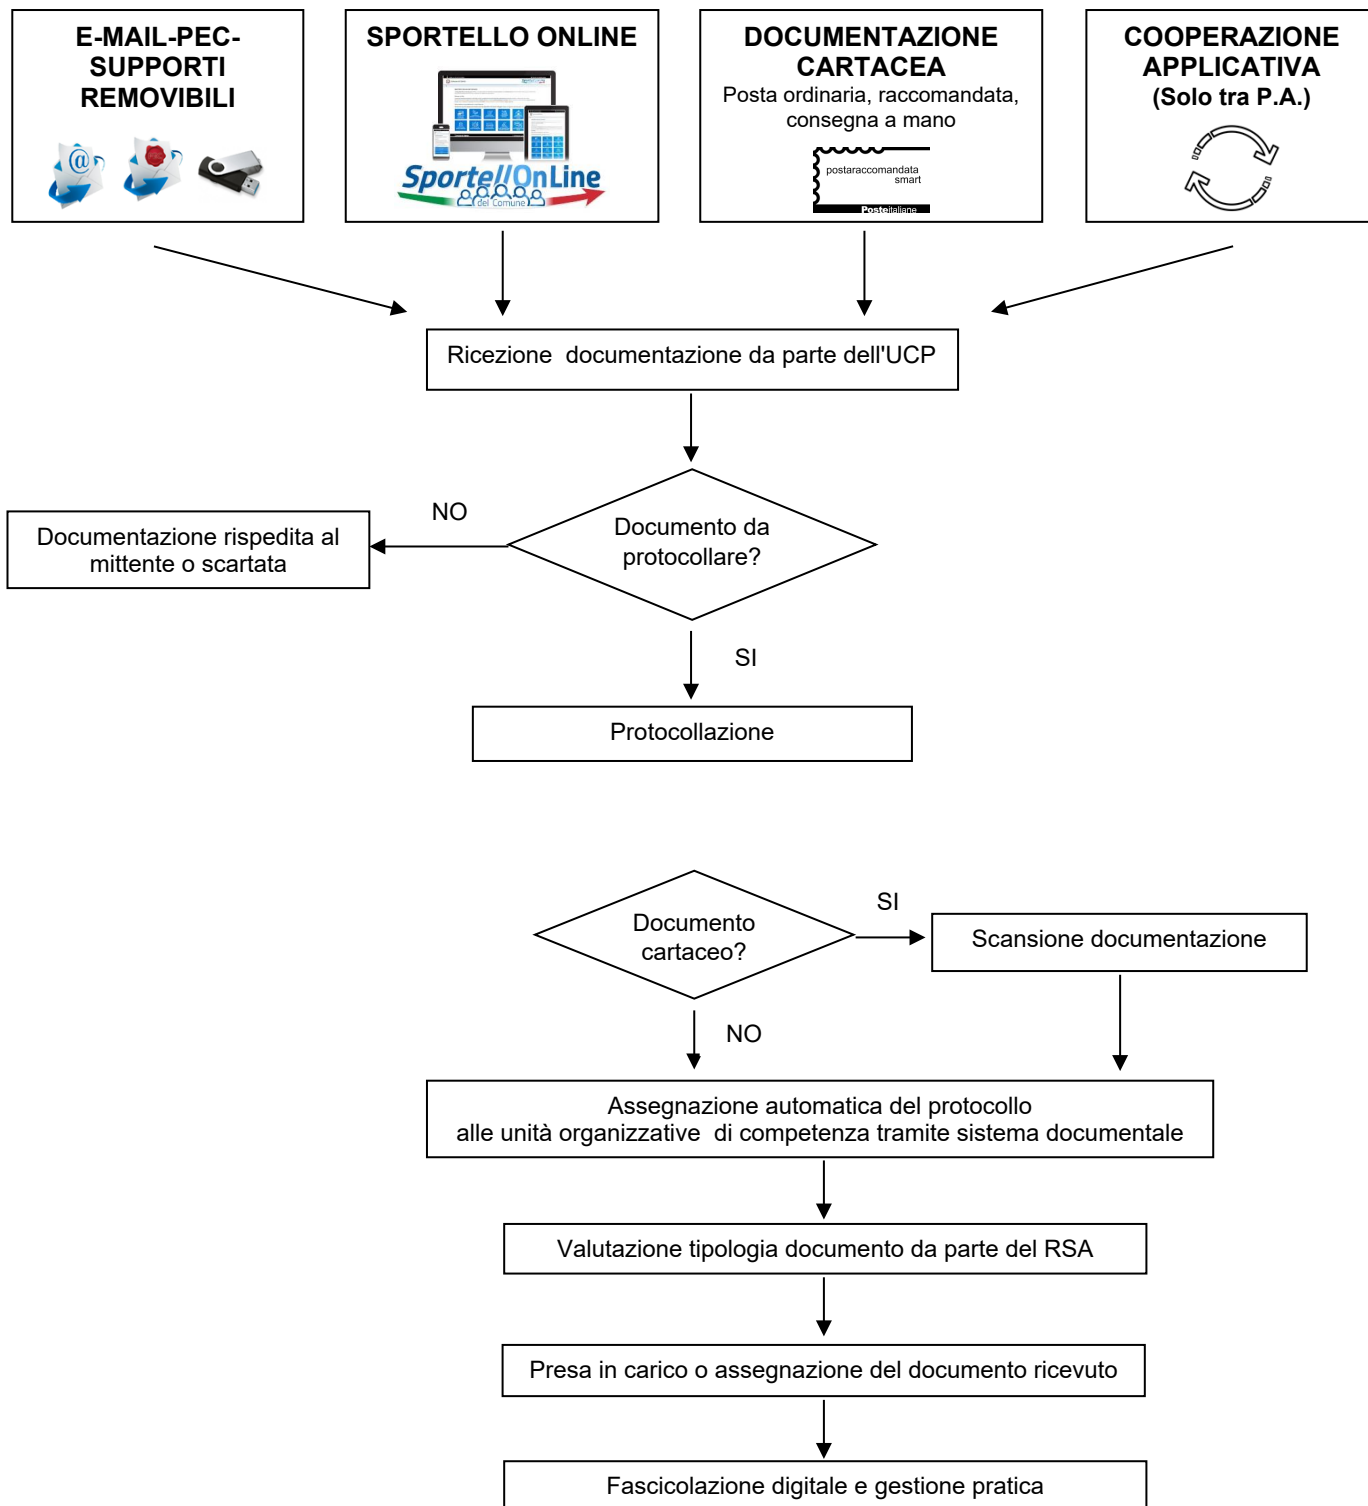 E-MAIL-PEC-
SUPPORTI
REMOVIBILI
@
SPORTELLO ONLINE
SportellOnLine
del Comune
DOCUMENTAZIONE
CARTACEA
Posta ordinaria, raccomandata,
consegna a mano
postaraccomandata
smart
Posteitaliane
COOPERAZIONE
APPLICATIVA
(Solo tra P.A.)
Ricezione  documentazione da parte dell'UCP
NO
Documentazione rispedita al
mittente o scartata
Documento da
protocollare?
SI
Protocollazione
Documento
cartaceo?
SI
Scansione documentazione
NO
Assegnazione automatica del protocollo
alle unità organizzative  di competenza tramite sistema documentale
Valutazione tipologia documento da parte del RSA
Presa in carico o assegnazione del documento ricevuto
Fascicolazione digitale e gestione pratica